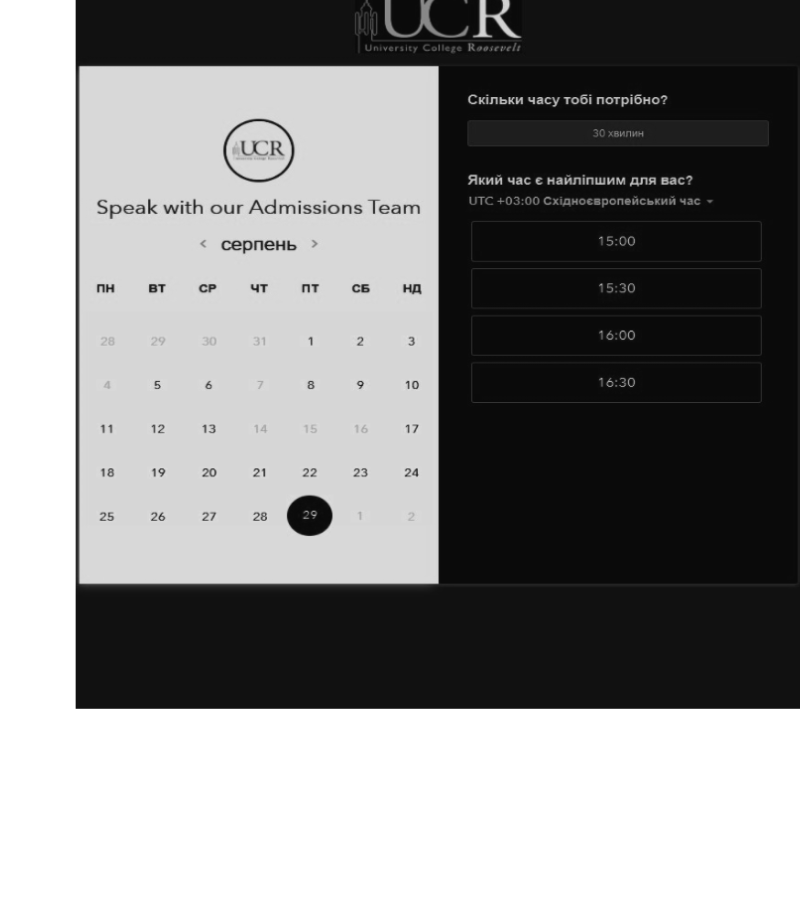 UCR
University College Roosevelt
UCR
Speak with our Admissions Team
< серпень >
ПН ВТ СР ЧТ ПТ СБ НД
28 29 30 31 1 2 3
4 5 6 7 8 9 10
11 12 13 14 15 16 17
18 19 20 21 22 23 24
25 26 27 28 29 1 2
Скільки часу тобі потрібно?
30 хвилин
Який час є найліпшим для вас?
UTC +03:00 Східноєвропейський час
15:00
15:30
16:00
16:30